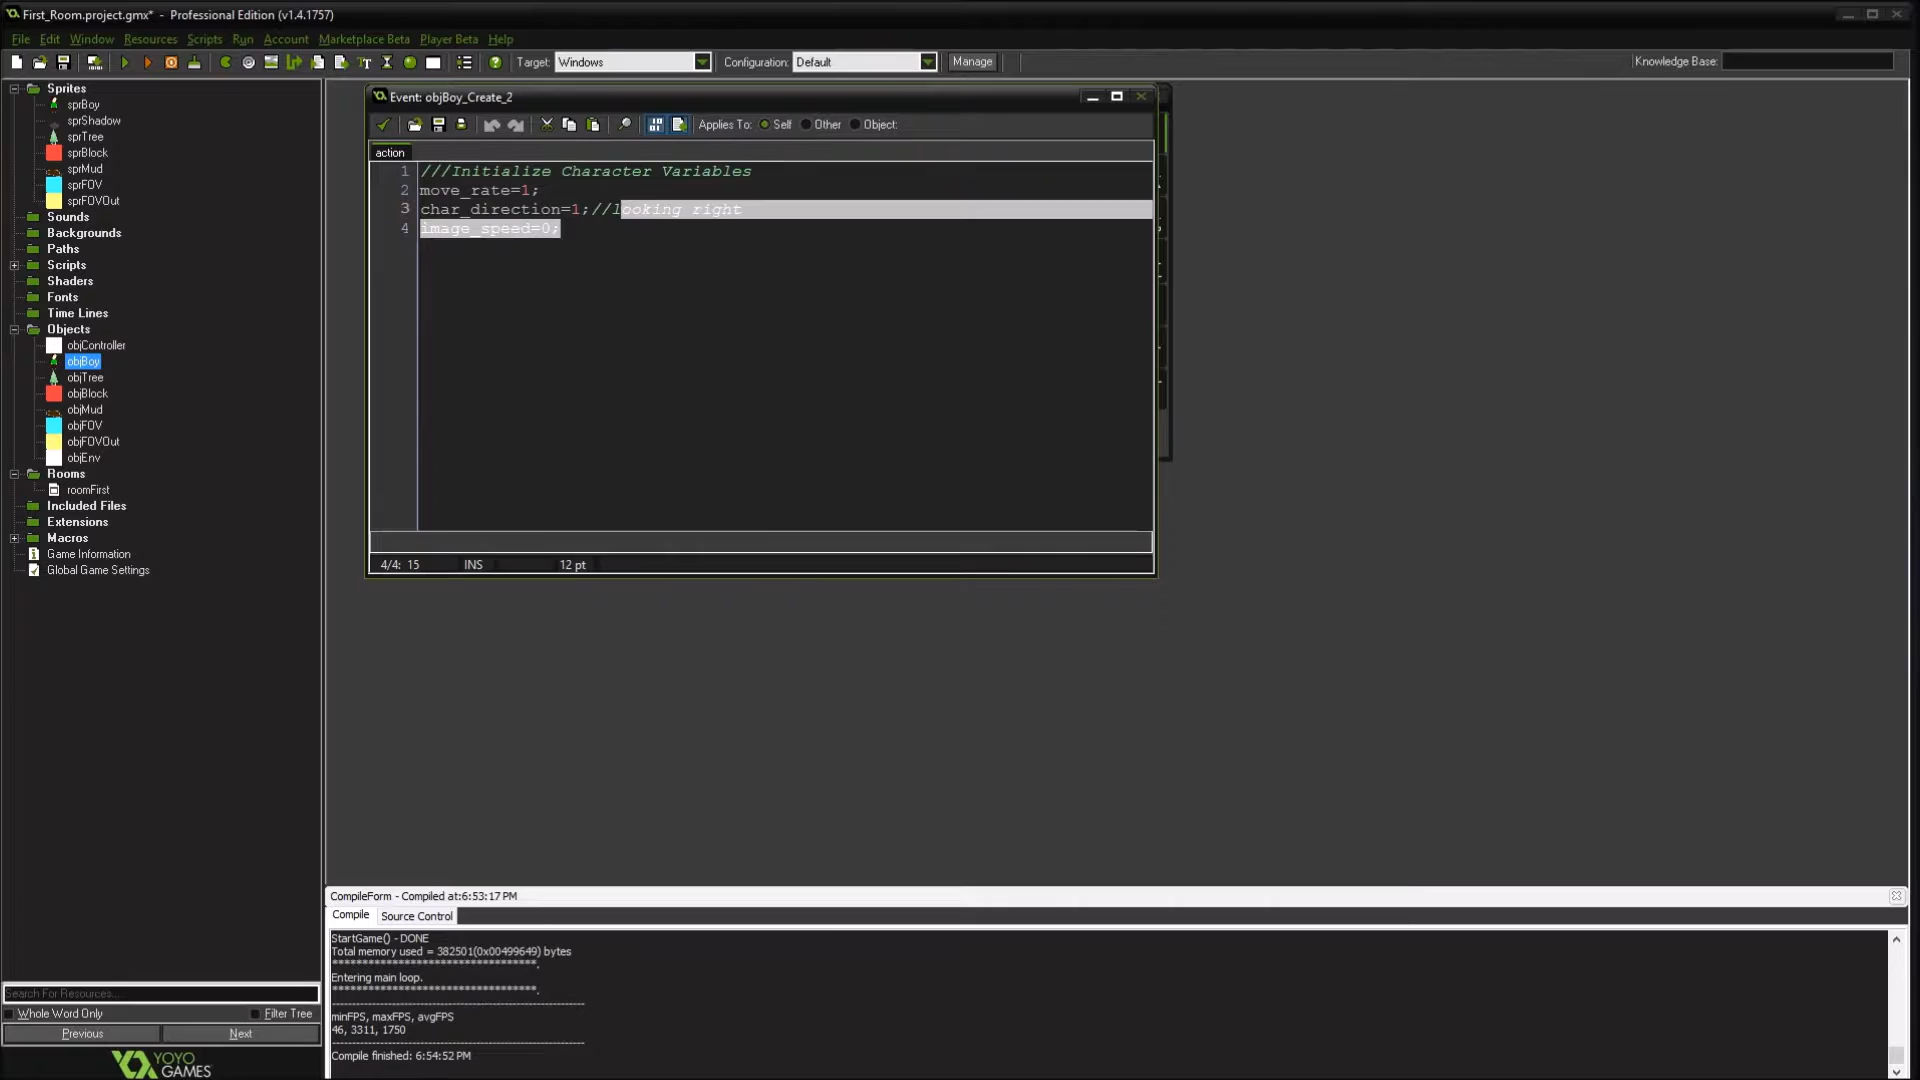 First_Room.project.gmx* - Professional Edition (v1.4.1757)
File Edit Window Resources Scripts Run Account Marketplace Beta Player Beta Help
Target: Windows Configuration: Default Manage Knowledge Base:
Sprites
sprBoy
sprShadow
sprTree
sprBlock
sprMud
sprFOV
sprFOVOut
Sounds
Backgrounds
Paths
Scripts
Shaders
Fonts
Time Lines
Objects
objController
objBoy
objTree
objBlock
objMud
objFOV
objFOVOut
objEnv
Rooms
roomFirst
Included Files
Extensions
Macros
Game Information
Global Game Settings
Search For Resources...
Whole Word Only Filter Tree
Previous Next
YOYO
GAMES
Event: objBoy_Create_2
Applies To: Self Other Object:
action
1 ///Initialize Character Variables
2 move_rate=1;
3 char_direction=1;//looking right
4 image_speed=0;
4/4: 15 INS 12 pt
CompileForm - Compiled at:6:53:17 PM
Compile Source Control
StartGame() - DONE
Total memory used = 382501(0x00499649) bytes
**********************************.
Entering main loop.
**********************************.
minFPS, maxFPS, avgFPS
46, 3311, 1750
Compile finished: 6:54:52 PM